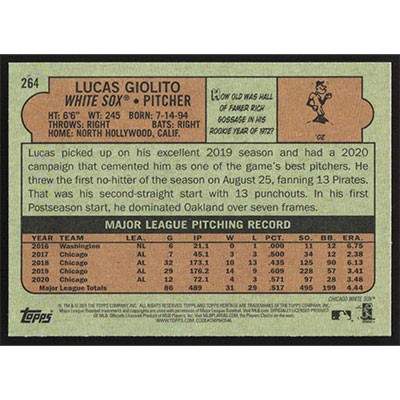 264
LUCAS GIOLITO
WHITE SOX • PITCHER
HT: 6'6" WT: 245 BORN: 7-14-94
THROWS: RIGHT BATS: RIGHT
HOME: NORTH HOLLYWOOD, CALIF.
HOW OLD WAS HALL
OF FAMER RICH
GOSSAGE IN HIS
ROOKIE YEAR OF 1972?
Lucas picked up on his excellent 2019 season and had a 2020
campaign that cemented him as one of the game's best pitchers. He
threw the first no-hitter of the season on August 25, fanning 13 Pirates.
That was his second-straight start with 13 punchouts. In his first
Postseason start, he dominated Oakland over seven frames.
MAJOR LEAGUE PITCHING RECORD
YEAR TEAM LEA. G IP W L PCT. SO BB ERA
2016 Washington NL 6 21.1 0 1 .000 11 12 6.75
2017 Chicago AL 7 45.1 3 3 .500 34 12 2.38
2018 Chicago AL 32 173.1 10 13 .435 125 90 6.13
2019 Chicago AL 29 176.2 14 9 .609 228 57 3.41
2020 Chicago AL 12 72.1 4 3 .571 97 28 3.48
Major League Totals 86 489 31 29 .517 495 199 4.44
CHICAGO WHITE SOX
Topps